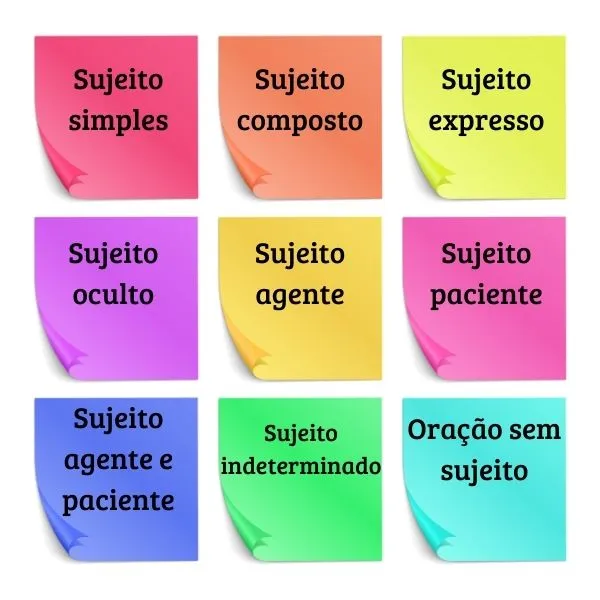 Sujeito
simples
Sujeito
composto
Sujeito
expresso
Sujeito
oculto
Sujeito
agente
Sujeito
paciente
Sujeito
agente e
paciente
Sujeito
indeterminado
Oração sem
sujeito